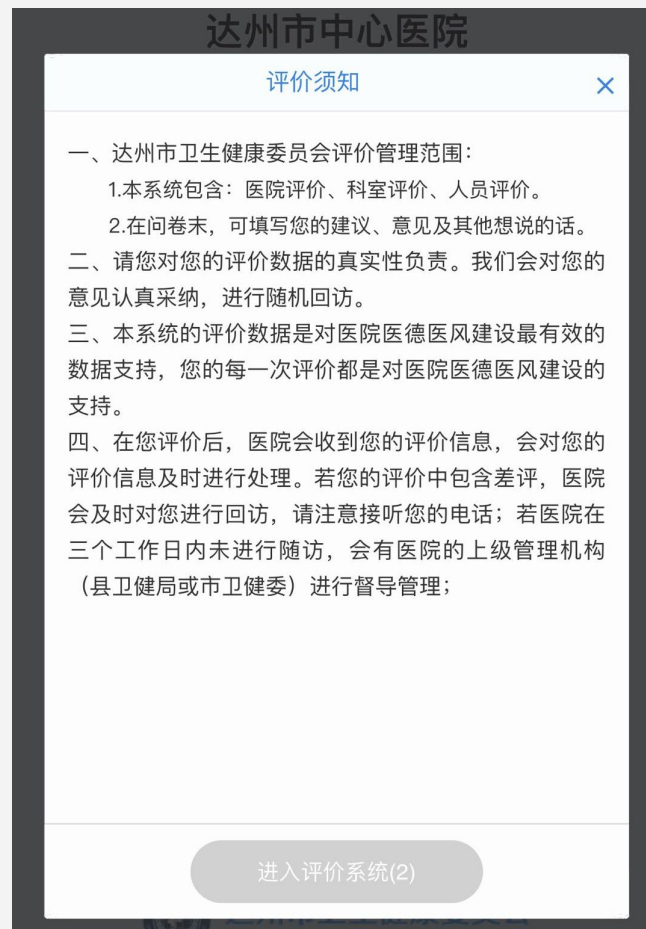 达州市中心医院
评价须知
×
一、达州市卫生健康委员会评价管理范围：
1.本系统包含：医院评价、科室评价、人员评价。
2.在问卷末，可填写您的建议、意见及其他想说的话。
二、请您对您的评价数据的真实性负责。我们会对您的
意见认真采纳，进行随机回访。
三、本系统的评价数据是对医院医德医风建设最有效的
数据支持，您的每一次评价都是对医院医德医风建设的
支持。
四、在您评价后，医院会收到您的评价信息，会对您的
评价信息及时进行处理。若您的评价中包含差评，医院
会及时对您进行回访，请注意接听您的电话；若医院在
三个工作日内未进行随访，会有医院的上级管理机构
（县卫健局或市卫健委）进行督导管理；
进入评价系统(2)